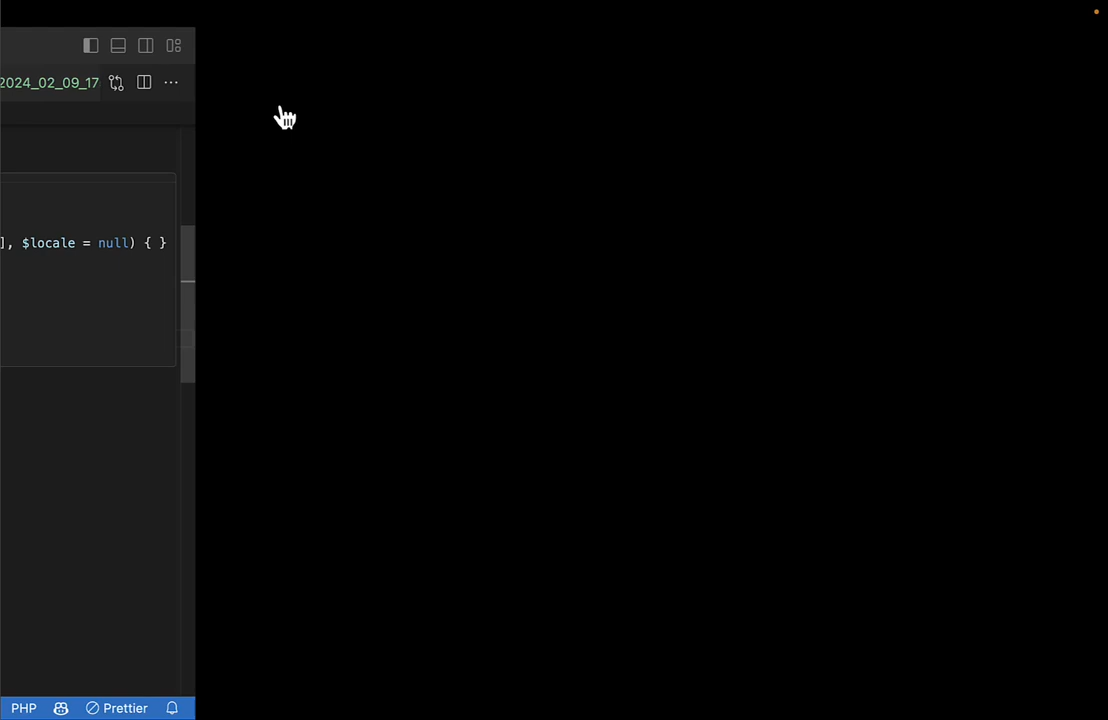 2024_02_09_17
], $locale = null) { }
PHP Prettier